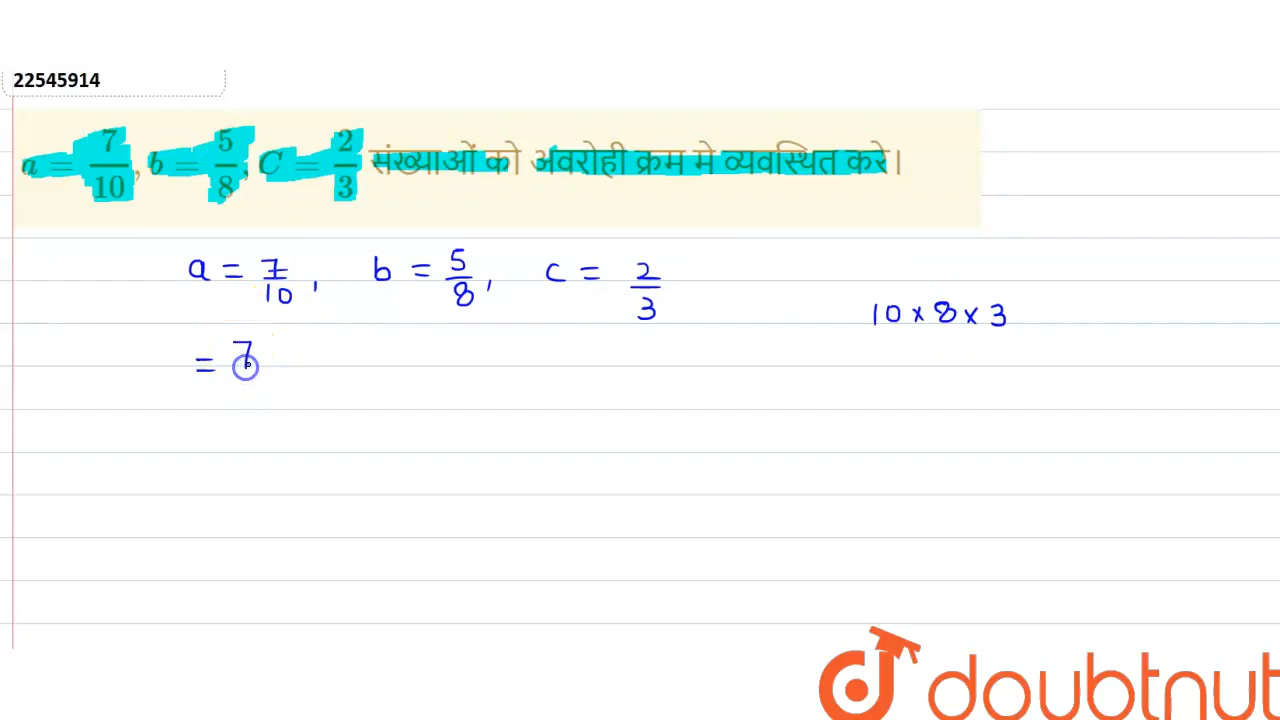 22545914
a = 7/10, b = 5/8, C = 2/3 संख्याओं को अवरोही क्रम मे व्यवस्थित करे।
a = 7/10, b = 5/8, c = 2/3
10 × 8 × 3
= 7
doubtnut